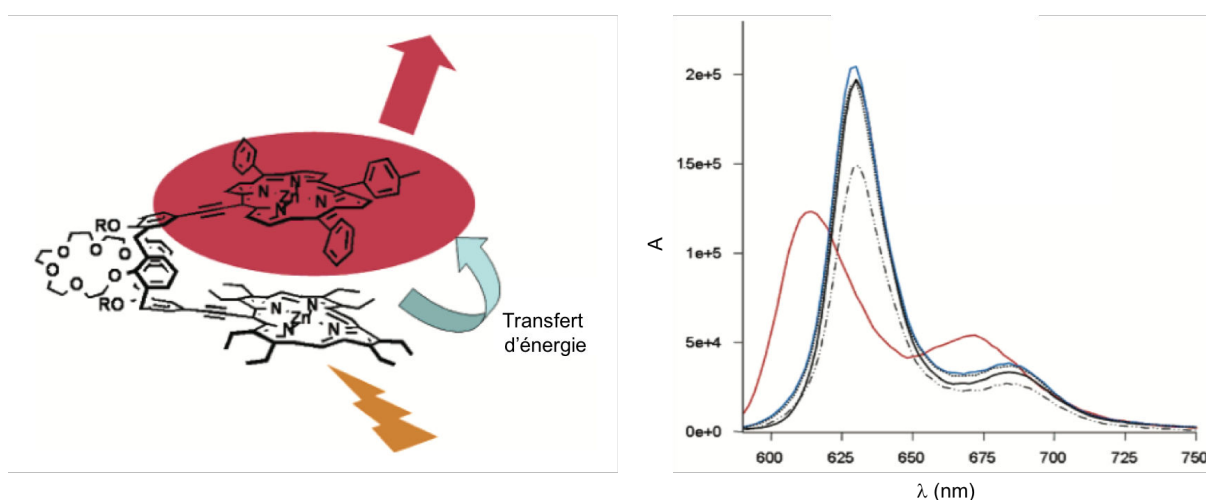 RO
O
O
O
O
O
O
RO
N
N
Zn
N
N
N
N
Zn
N
N
Transfert
d'énergie
A
2e+5
1.5e+5
1e+5
5e+4
0e+0
600
625
650
675
700
725
750
λ (nm)